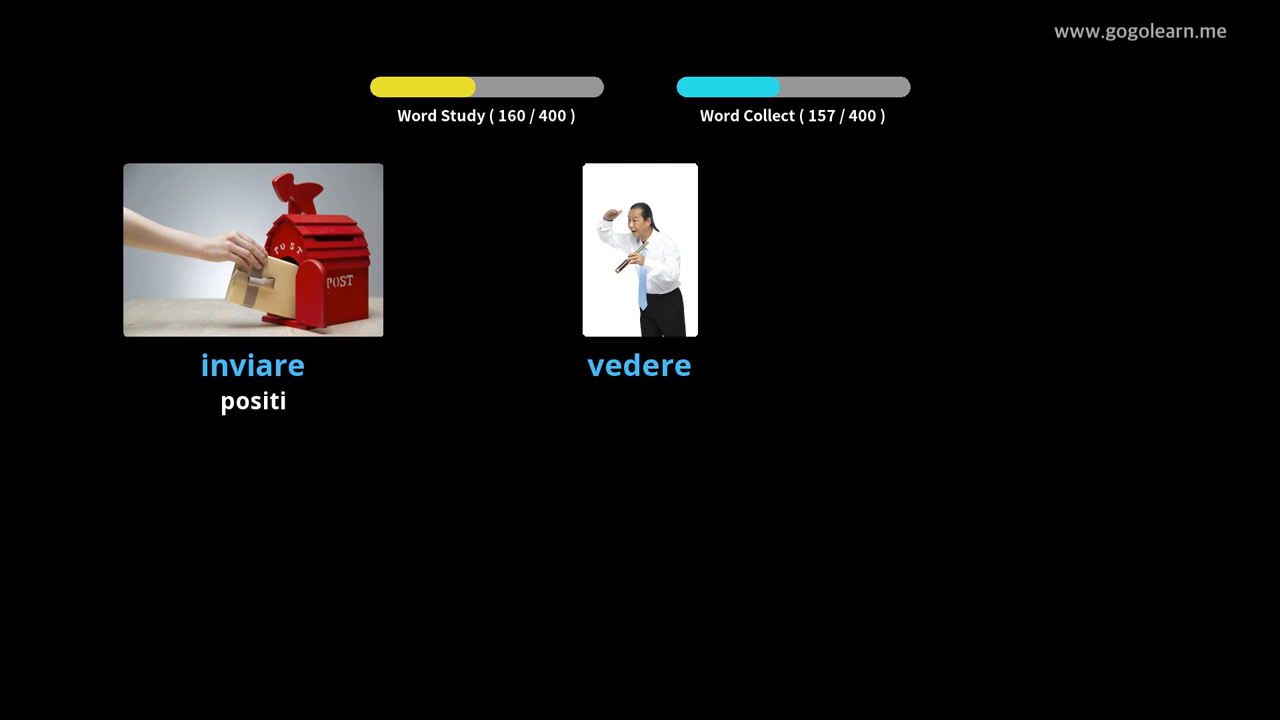 www.gogolearn.me
Word Study ( 160 / 400 )
Word Collect ( 157 / 400 )
POST
POST
inviare
vedere
positi